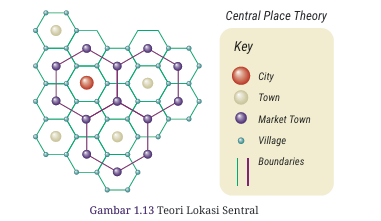 Central Place Theory
Key
City
Town
Market Town
Village
Boundaries
Gambar 1.13 Teori Lokasi Sentral